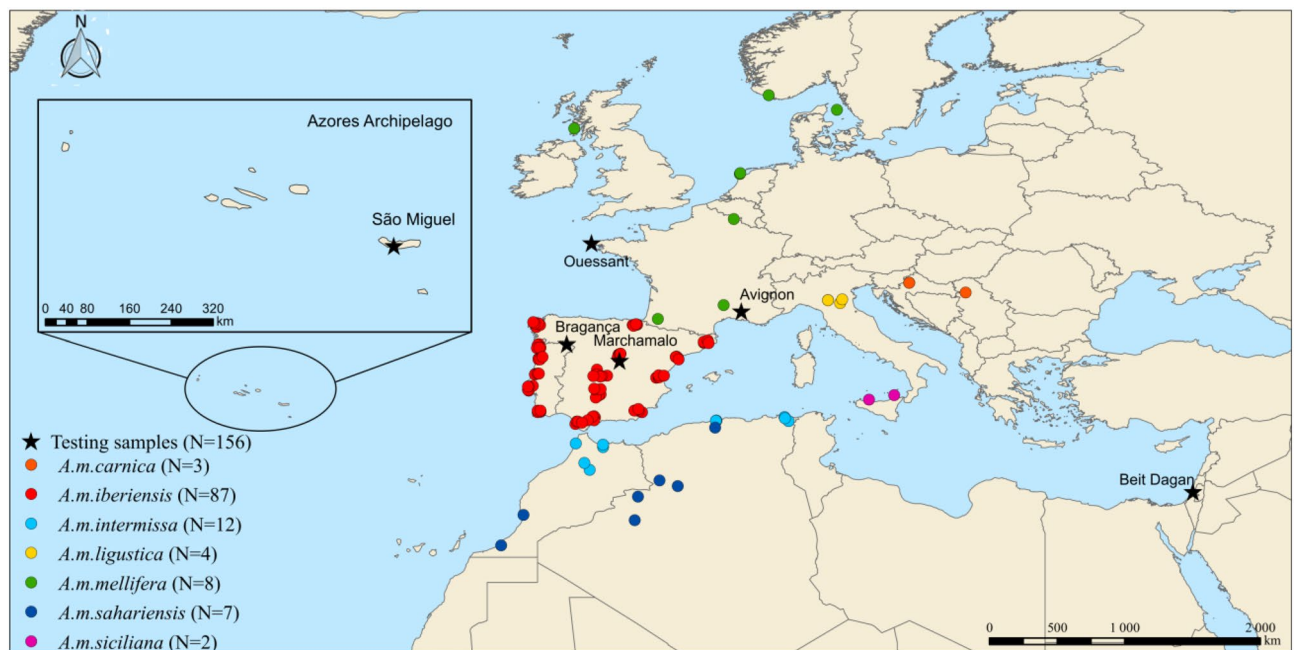 N
Azores Archipelago
São Miguel
0 40 80 160 240 320
km
Ouessant
Avignon
Bragança
Marchamalo
Beit Dagan
Testing samples (N=156)
A.m.carnica (N=3)
A.m.iberiensis (N=87)
A.m.intermissa (N=12)
A.m.ligustica (N=4)
A.m.mellifera (N=8)
A.m.sahariensis (N=7)
A.m.siciliana (N=2)
0 500 1 000 2 000
km